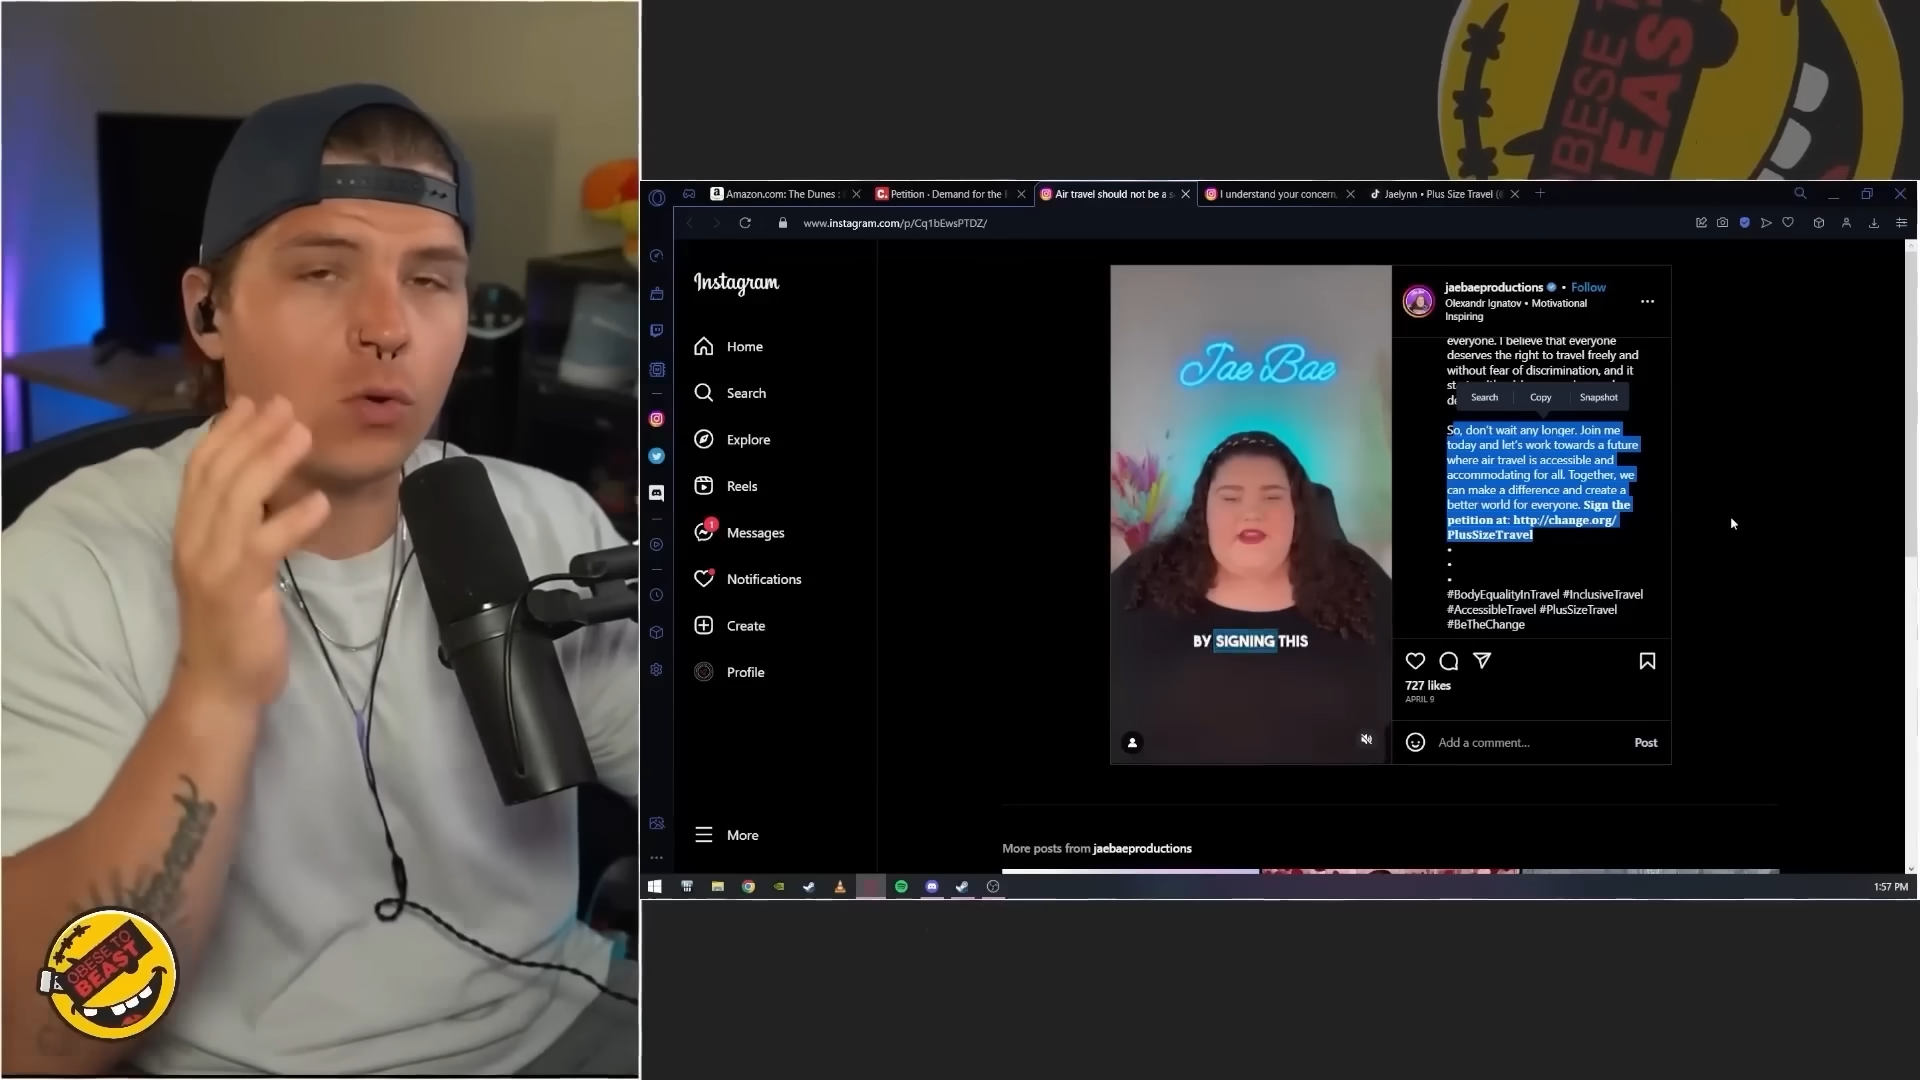 OBESE TO
BEAST
OBESE TO
BEAST
Amazon.com: The Dunes :
Petition · Demand for the
Air travel should not be a s
I understand your concern,
Jaelynn • Plus Size Travel (
www.instagram.com/p/Cq1bEwsPTDZ/
Instagram
Home
Search
Explore
Reels
1
Messages
Notifications
Create
Profile
More
Jae Bae
BY SIGNING THIS
jaebaeproductions • Follow
Olexandr Ignatov • Motivational
Inspiring
everyone. I believe that everyone
deserves the right to travel freely and
without fear of discrimination, and it
Search Copy Snapshot
So, don't wait any longer. Join me
today and let's work towards a future
where air travel is accessible and
accommodating for all. Together, we
can make a difference and create a
better world for everyone. Sign the
petition at: http://change.org/
PlusSizeTravel
•
•
•
#BodyEqualityInTravel #InclusiveTravel
#AccessibleTravel #PlusSizeTravel
#BeTheChange
727 likes
APRIL 9
Add a comment...
Post
More posts from jaebaeproductions
1:57 PM